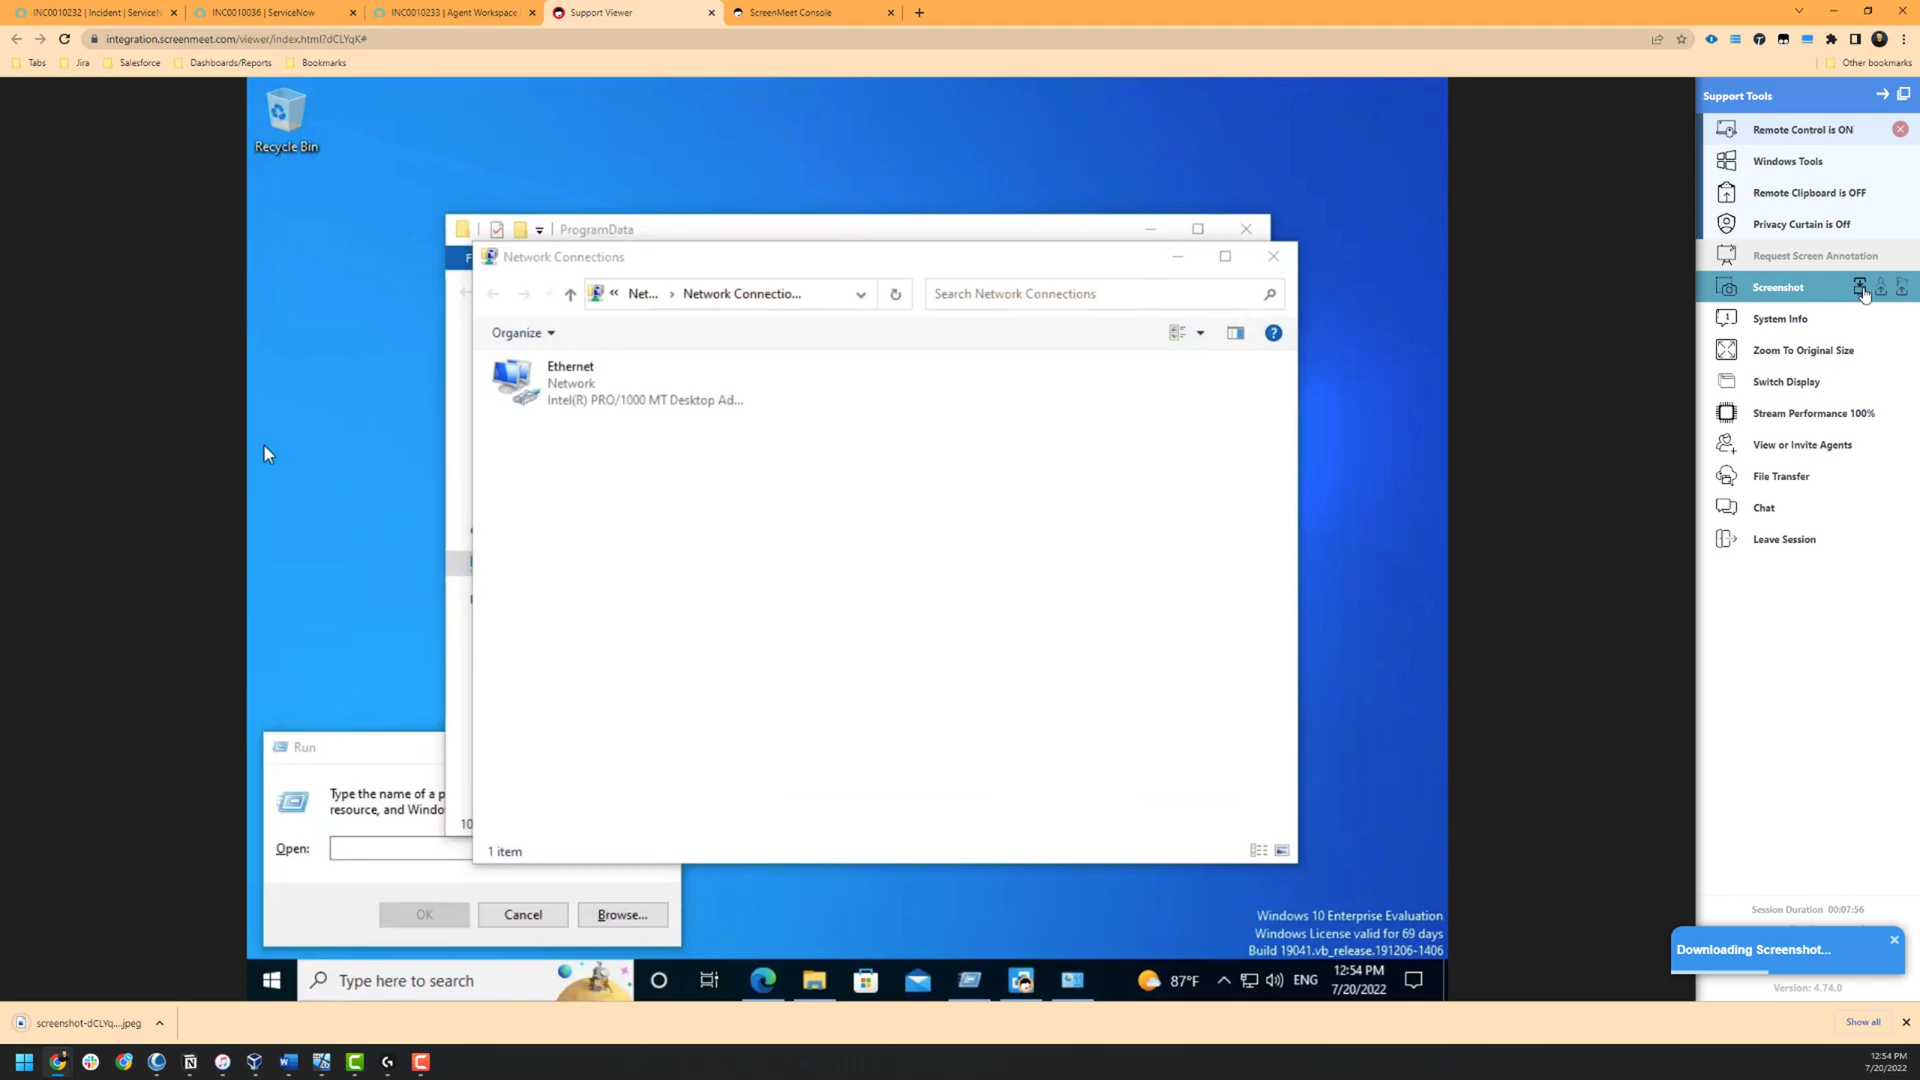 INC0010232 | Incident | Service
INC0010036 | ServiceNow
INC0010233 | Agent Workspace
Support Viewer
ScreenMeet Console
integration.screenmeet.com/viewer/index.html?dCLYqK#
Tabs
Jira
Salesforce
Dashboards/Reports
Bookmarks
Other bookmarks
Recycle Bin
ProgramData
Network Connections
Net...
Network Connectio...
Search Network Connections
Organize
Ethernet
Network
Intel(R) PRO/1000 MT Desktop Ad...
1 item
Run
Type the name of a p
resource, and Windo
10
Open:
OK
Cancel
Browse...
Windows 10 Enterprise Evaluation
Windows License valid for 69 days
Build 19041.vb_release.191206-1406
Type here to search
87°F
ENG
12:54 PM
7/20/2022
Support Tools
Remote Control is ON
Windows Tools
Remote Clipboard is OFF
Privacy Curtain is Off
Request Screen Annotation
Screenshot
System Info
Zoom To Original Size
Switch Display
Stream Performance 100%
View or Invite Agents
File Transfer
Chat
Leave Session
Session Duration 00:07:56
Downloading Screenshot...
Version: 4.74.0
screenshot-dCLYq....jpeg
Show all
12:54 PM
7/20/2022